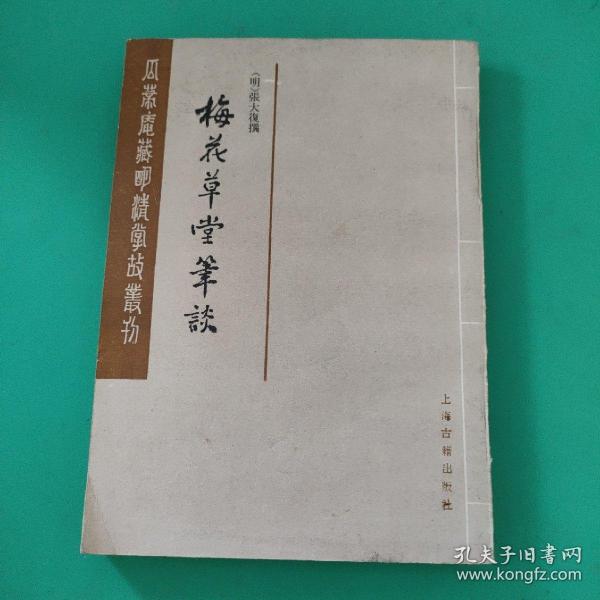 瓜蒂庵藏明清掌故叢刊
梅花草堂筆談
(明)張大復撰
上海古籍出版社
孔夫子旧书网
www.kongfz.com